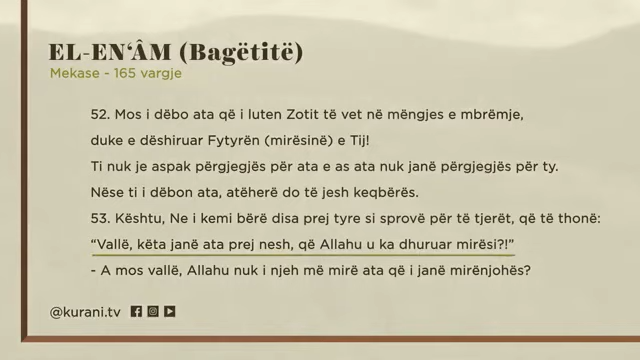 EL-EN‘ÂM (Bagëtitë)
Mekase - 165 vargje
52. Mos i dëbo ata që i luten Zotit të vet në mëngjes e mbrëmje,
duke e dëshiruar Fytyrën (mirësinë) e Tij!
Ti nuk je aspak përgjegjës për ata e as ata nuk janë përgjegjës për ty.
Nëse ti i dëbon ata, atëherë do të jesh keqbërës.
53. Kështu, Ne i kemi bërë disa prej tyre si sprovë për të tjerët, që të thonë:
“Vallë, këta janë ata prej nesh, që Allahu u ka dhuruar mirësi?!”
- A mos vallë, Allahu nuk i njeh më mirë ata që i janë mirënjohës?
@kurani.tv